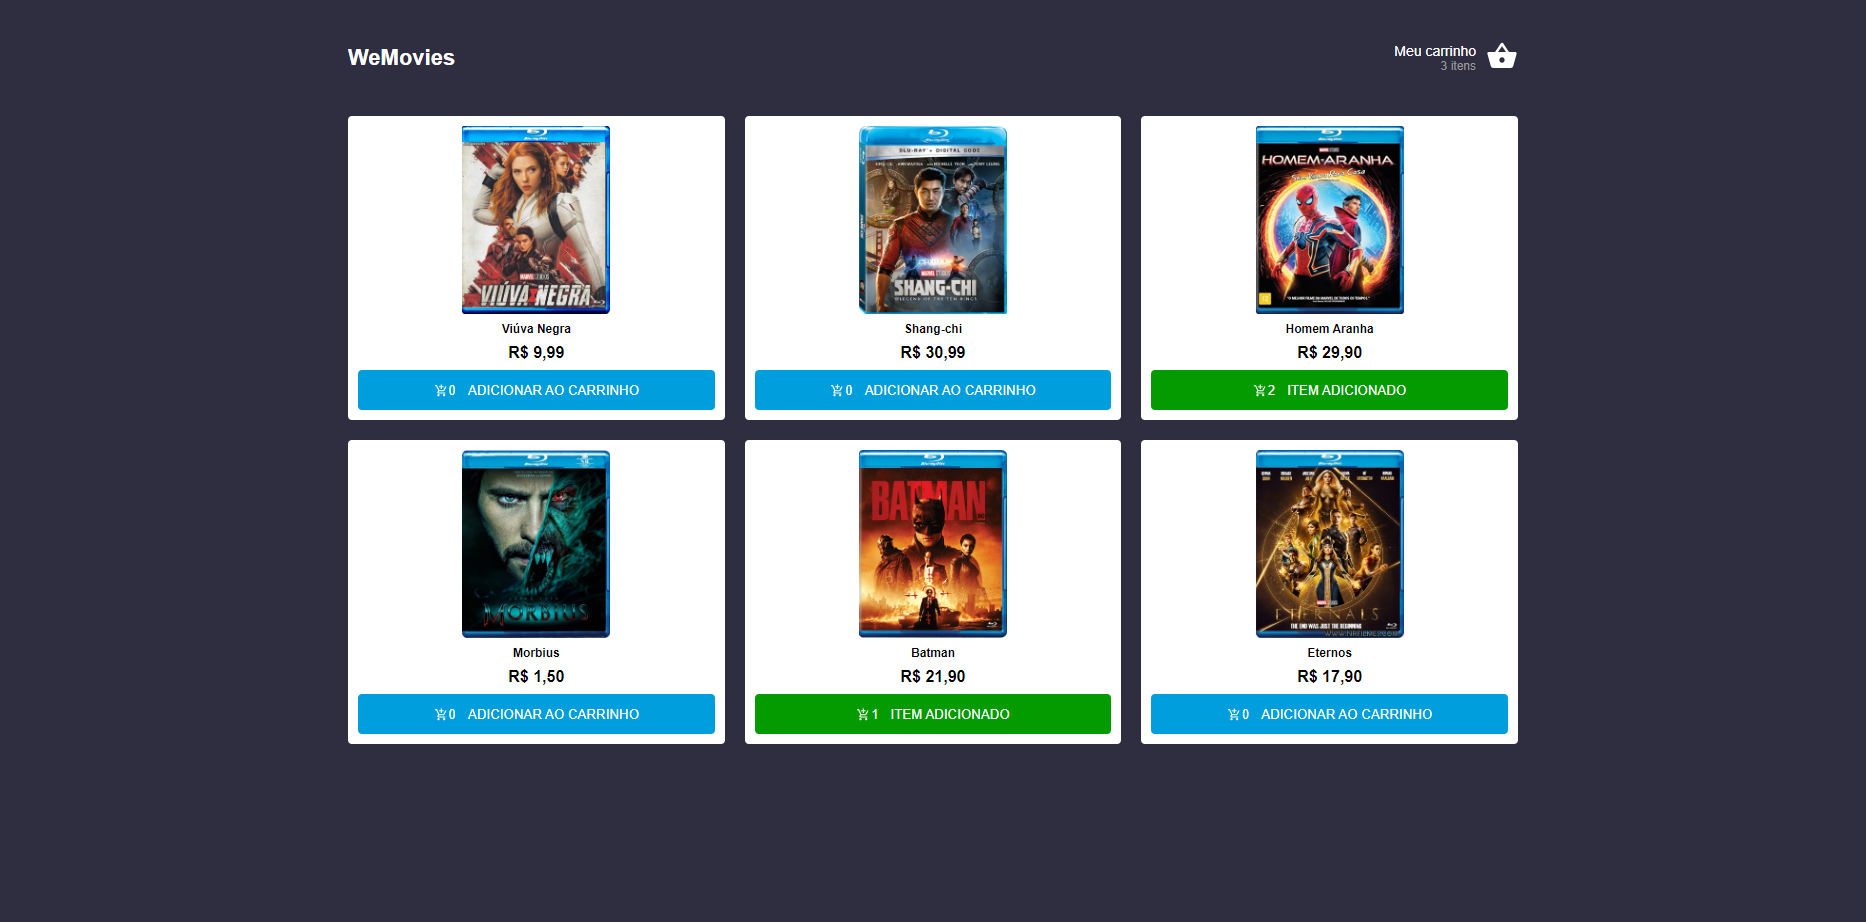 WeMovies
Meu carrinho
3 itens
VIÚVA NEGRA
Viúva Negra
R$ 9,99
0 ADICIONAR AO CARRINHO
BLU-RAY + DIGITAL CODE
MARVEL STUDIOS
SHANG-CHI
LEGEND OF THE TEN RINGS
Shang-chi
R$ 30,99
0 ADICIONAR AO CARRINHO
HOMEM-ARANHA
Sem Volta Para Casa
Homem Aranha
R$ 29,90
2 ITEM ADICIONADO
MORBIUS
Morbius
R$ 1,50
0 ADICIONAR AO CARRINHO
BATMAN
Batman
R$ 21,90
1 ITEM ADICIONADO
ETERNALS
THE END WAS JUST THE BEGINNING
Eternos
R$ 17,90
0 ADICIONAR AO CARRINHO